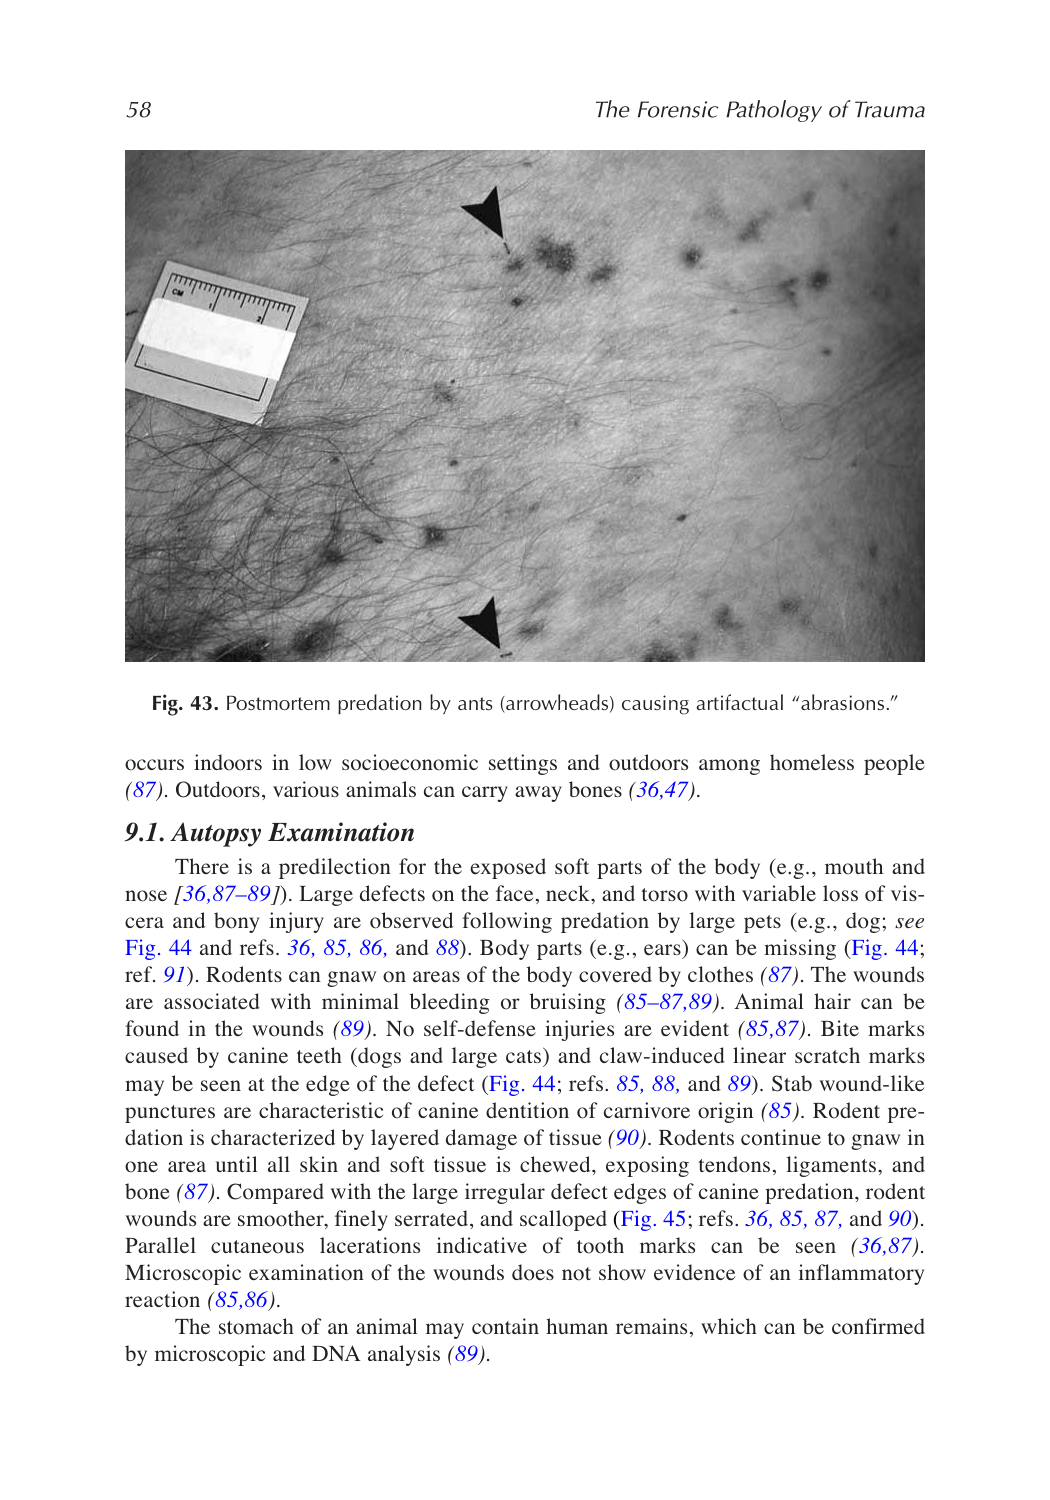 58
The Forensic Pathology of Trauma
CM
1
2
Fig. 43. Postmortem predation by ants (arrowheads) causing artifactual “abrasions.”
occurs indoors in low socioeconomic settings and outdoors among homeless people
(87). Outdoors, various animals can carry away bones (36,47).
9.1. Autopsy Examination
There is a predilection for the exposed soft parts of the body (e.g., mouth and
nose [36,87–89]). Large defects on the face, neck, and torso with variable loss of vis-
cera and bony injury are observed following predation by large pets (e.g., dog; see
Fig. 44 and refs. 36, 85, 86, and 88). Body parts (e.g., ears) can be missing (Fig. 44;
ref. 91). Rodents can gnaw on areas of the body covered by clothes (87). The wounds
are associated with minimal bleeding or bruising (85–87,89). Animal hair can be
found in the wounds (89). No self-defense injuries are evident (85,87). Bite marks
caused by canine teeth (dogs and large cats) and claw-induced linear scratch marks
may be seen at the edge of the defect (Fig. 44; refs. 85, 88, and 89). Stab wound-like
punctures are characteristic of canine dentition of carnivore origin (85). Rodent pre-
dation is characterized by layered damage of tissue (90). Rodents continue to gnaw in
one area until all skin and soft tissue is chewed, exposing tendons, ligaments, and
bone (87). Compared with the large irregular defect edges of canine predation, rodent
wounds are smoother, finely serrated, and scalloped (Fig. 45; refs. 36, 85, 87, and 90).
Parallel cutaneous lacerations indicative of tooth marks can be seen (36,87).
Microscopic examination of the wounds does not show evidence of an inflammatory
reaction (85,86).
The stomach of an animal may contain human remains, which can be confirmed
by microscopic and DNA analysis (89).